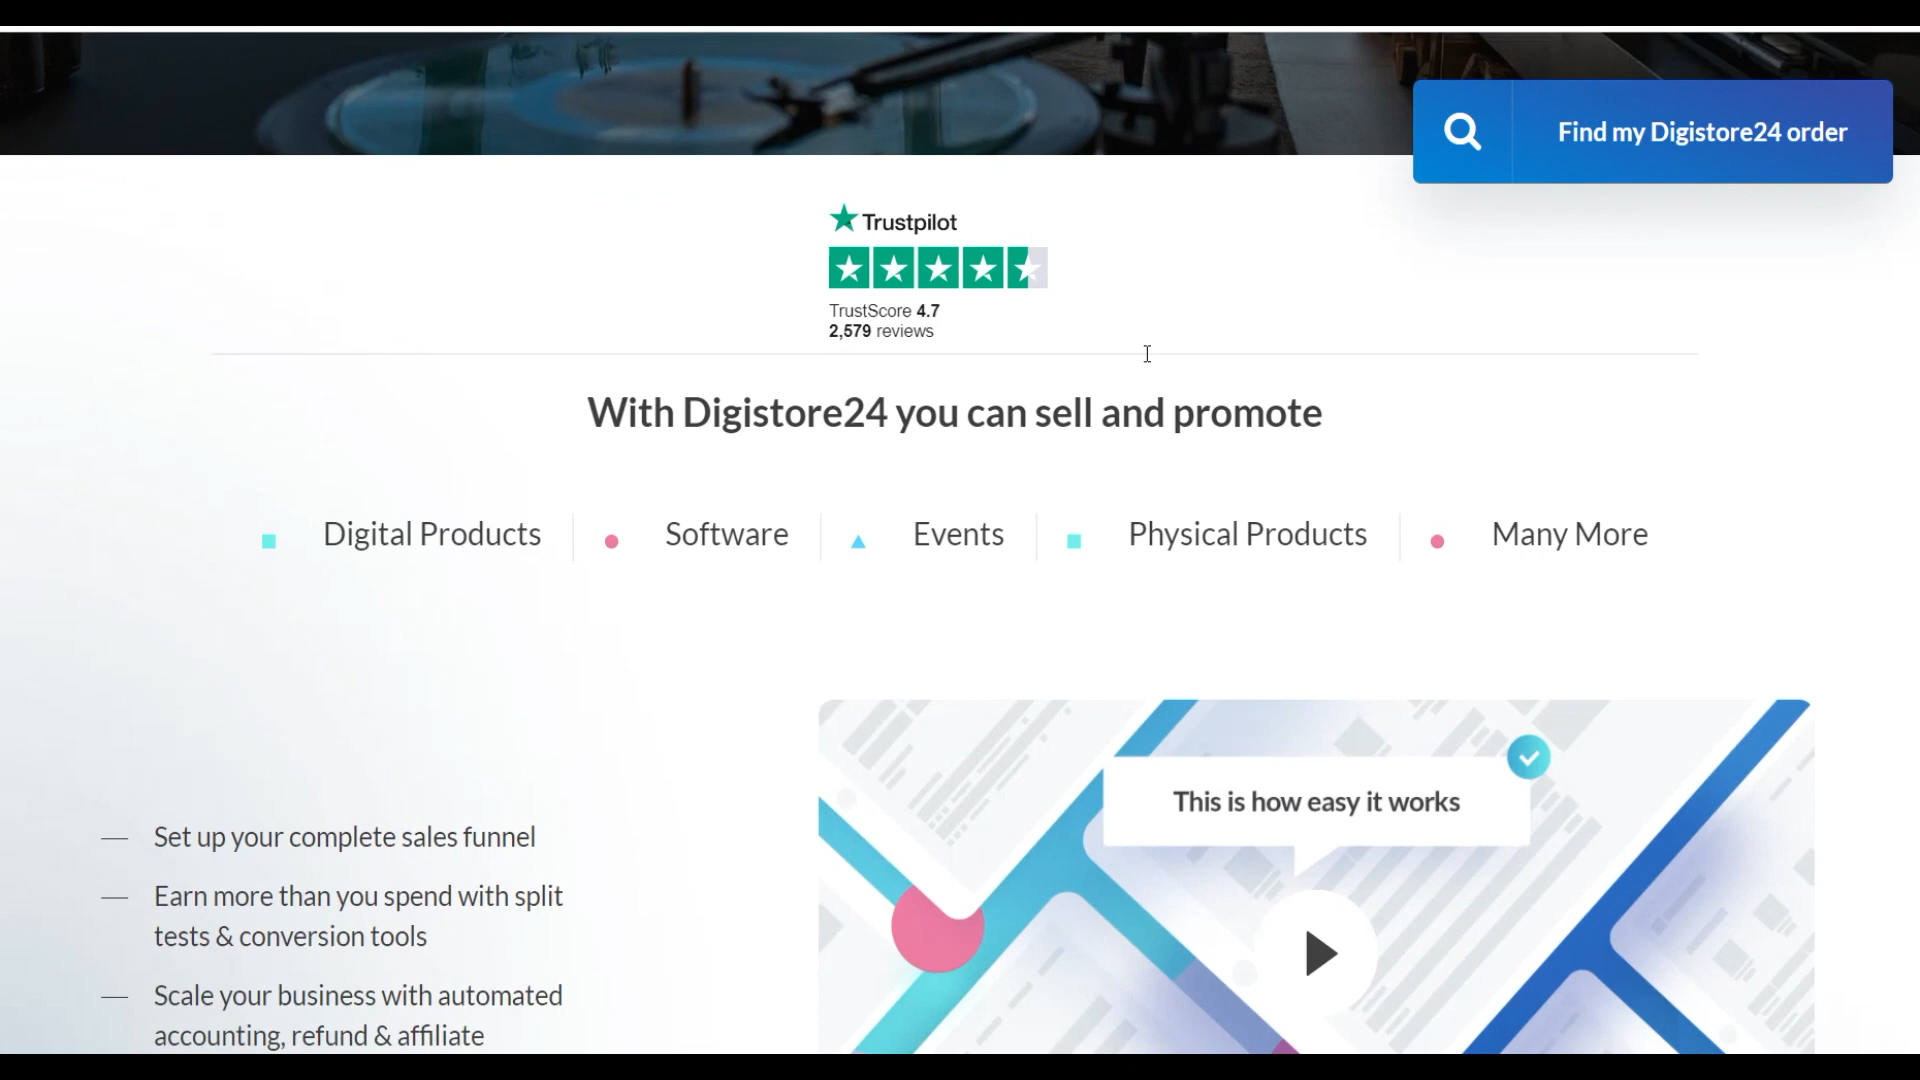 Find my Digistore24 order
Trustpilot
TrustScore 4.7
2,579 reviews
With Digistore24 you can sell and promote
Digital Products
Software
Events
Physical Products
Many More
This is how easy it works
Set up your complete sales funnel
Earn more than you spend with split
tests & conversion tools
Scale your business with automated
accounting, refund & affiliate